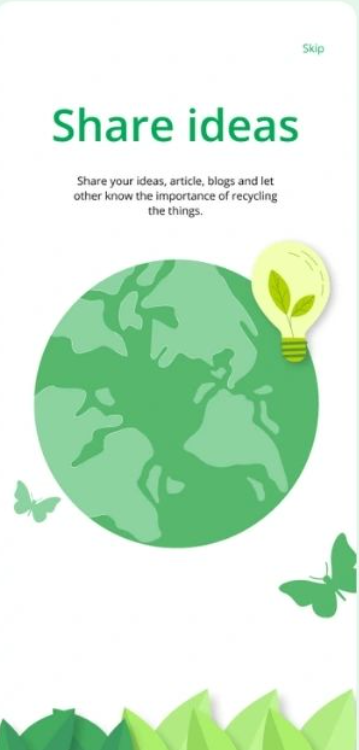 Skip
Share ideas
Share your ideas, article, blogs and let
other know the importance of recycling
the things.